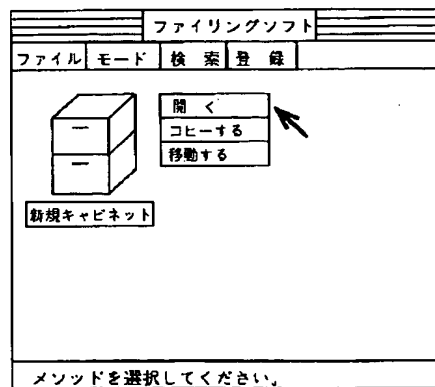 ファイリングソフト
ファイル モード 検索 登録
開く
コピーする
移動する
新規キャビネット
メソッドを選択してください。